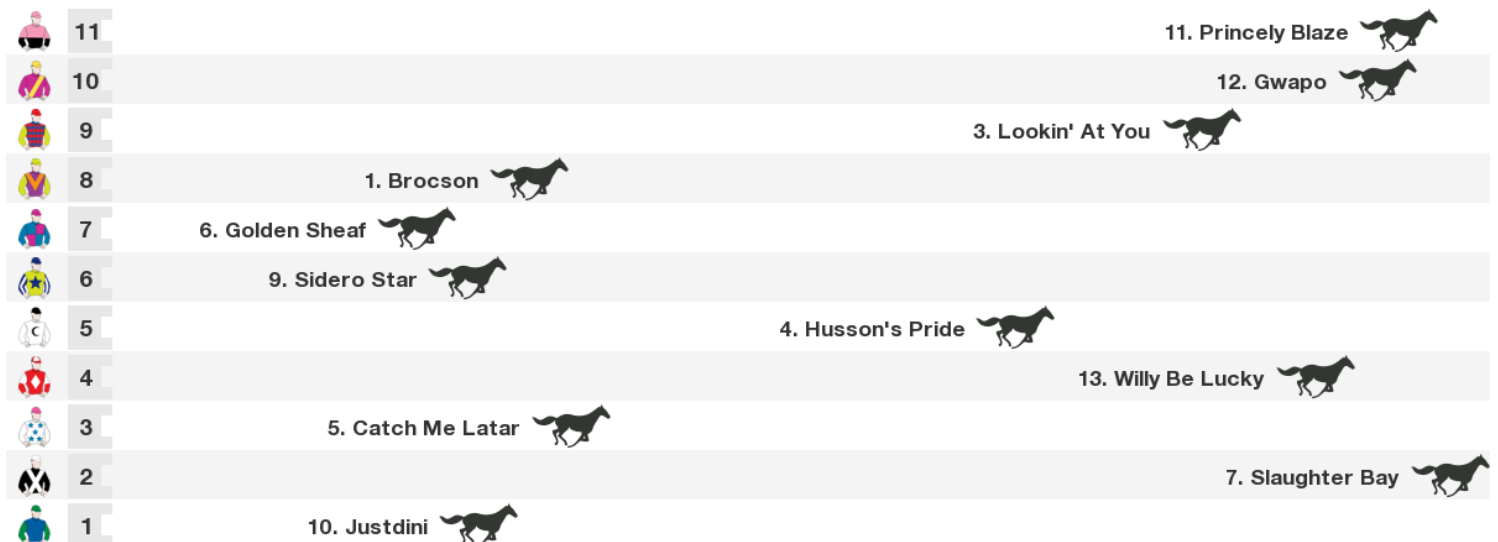 11 11. Princely Blaze
10 12. Gwapo
9 3. Lookin' At You
8 1. Brocson
7 6. Golden Sheaf
6 9. Sidero Star
C 5 4. Husson's Pride
4 13. Willy Be Lucky
3 5. Catch Me Latar
2 7. Slaughter Bay
1 10. Justdini